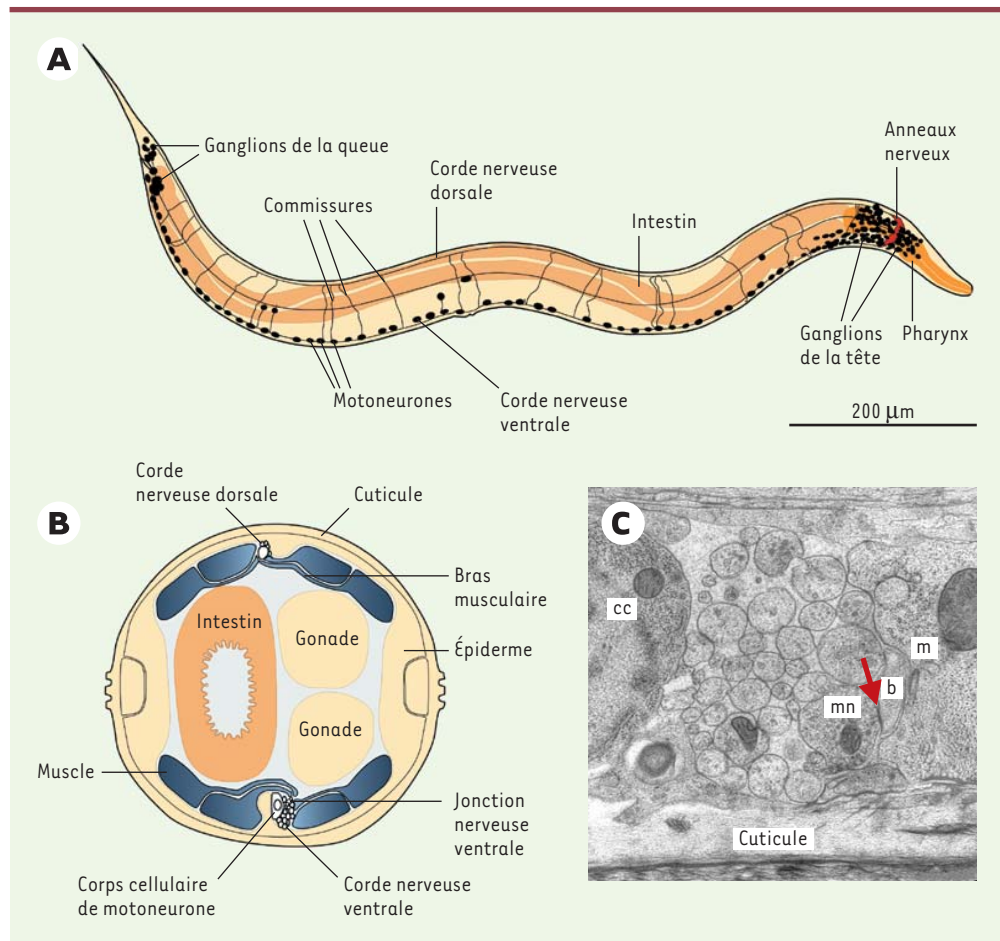 A
Ganglions de la queue
Commissures
Corde nerveuse
dorsale
Intestin
Anneaux
nerveux
Motoneurones
Corde nerveuse
ventrale
Ganglions
de la tête
Pharynx
200 µm
B
Corde
nerveuse dorsale
Cuticule
Bras
musculaire
Intestin
Gonade
Épiderme
Gonade
Muscle
Jonction
nerveuse
ventrale
Corps cellulaire
de motoneurone
Corde nerveuse
ventrale
C
cc
m
b
mn
Cuticule